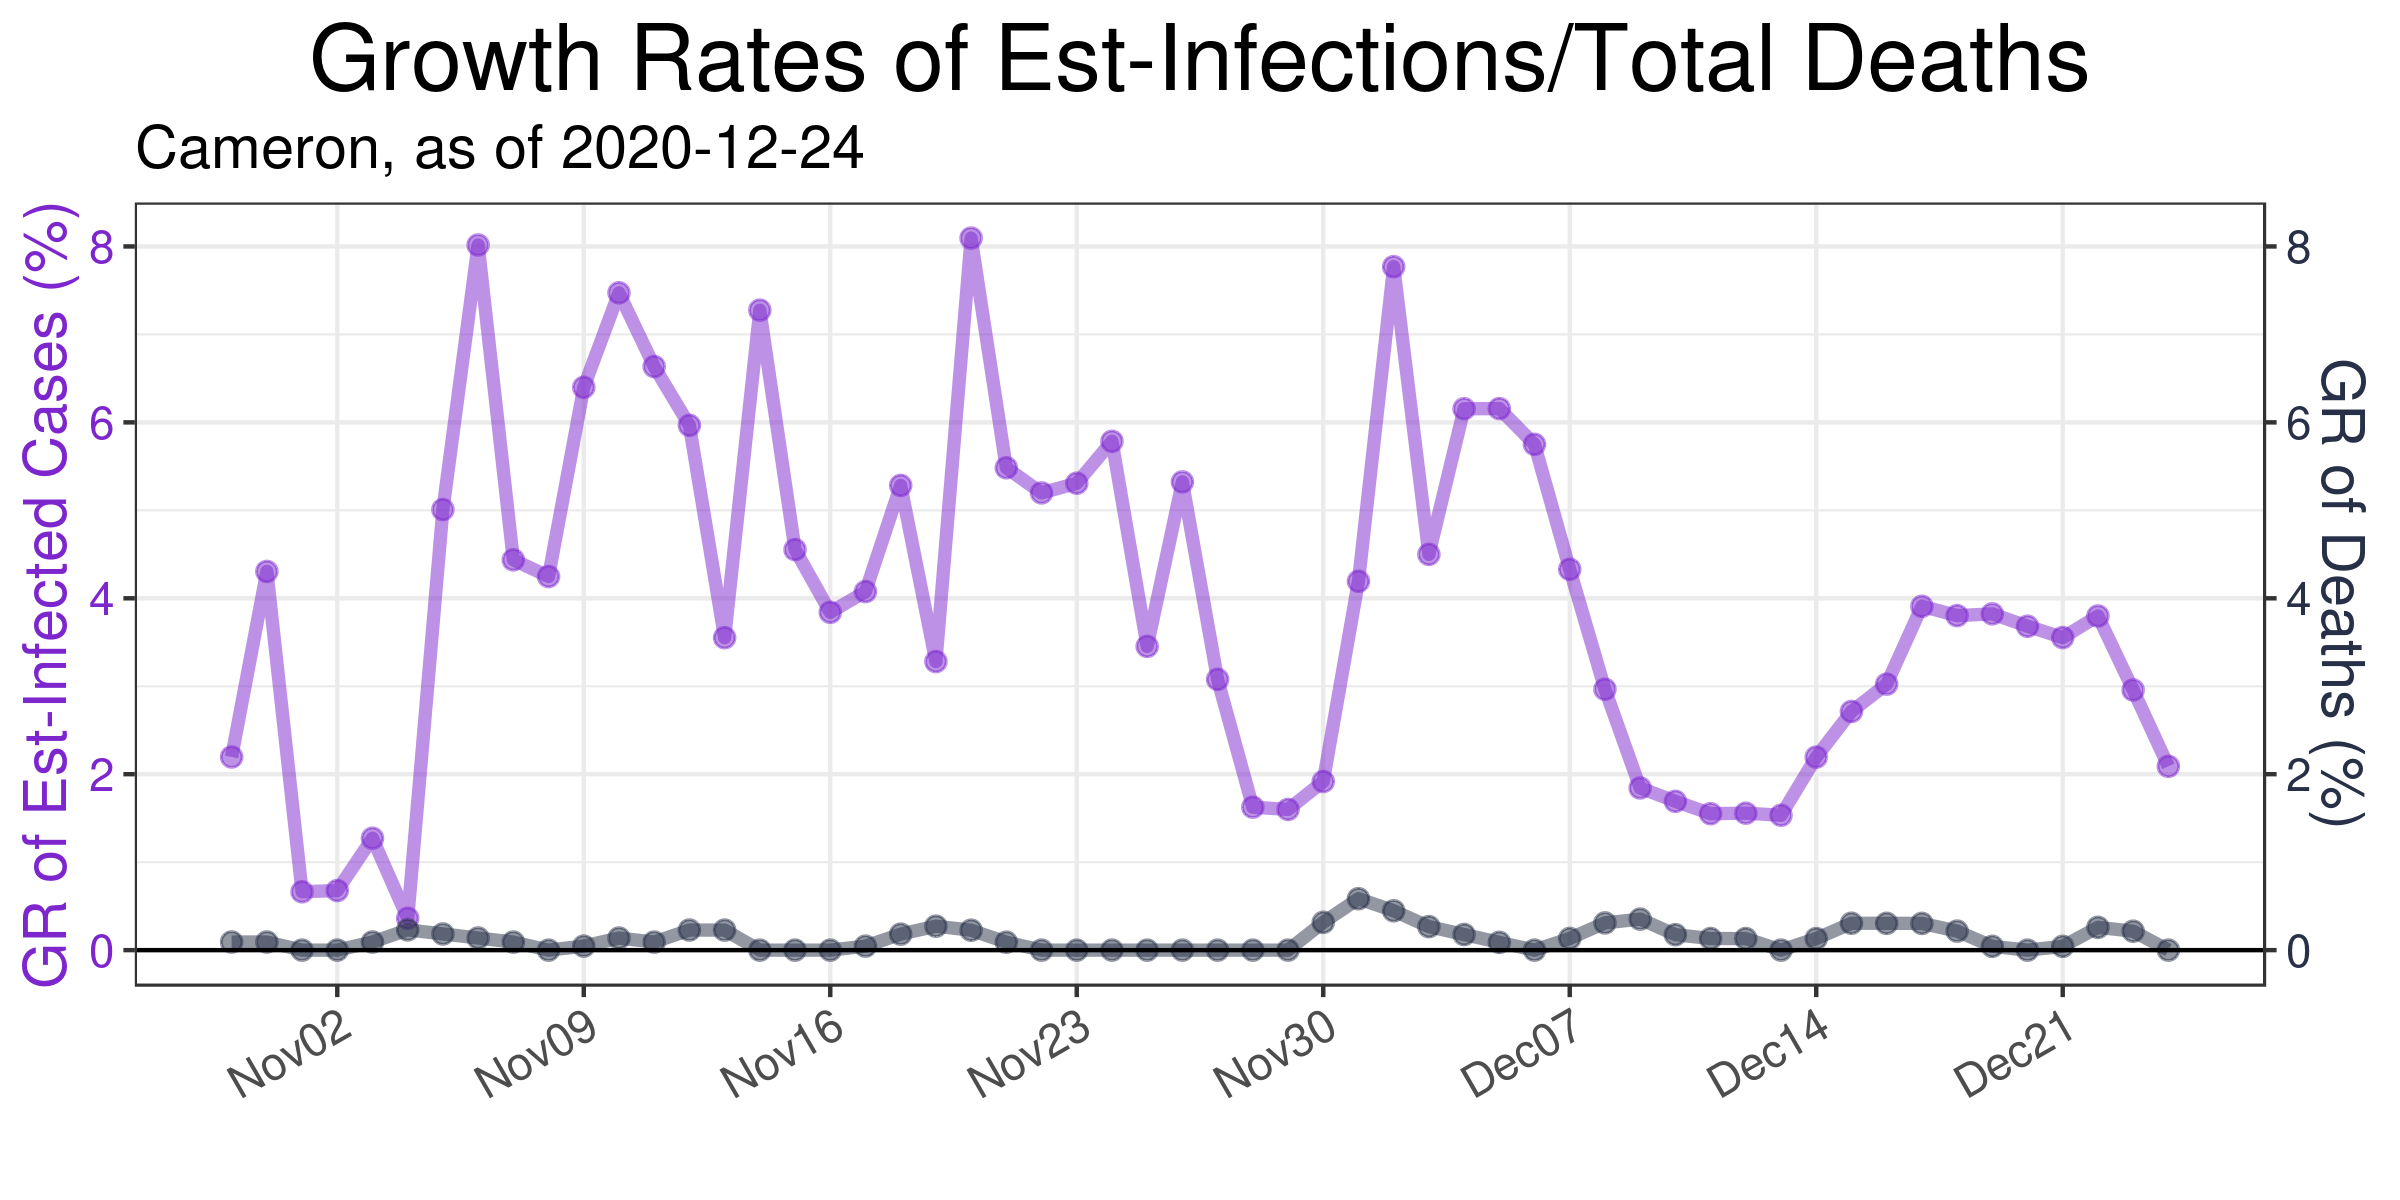 Growth Rates of Est-Infections/Total Deaths
Cameron, as of 2020-12-24
GR of Est-Infected Cases (%)
8
6
4
2
0
8
6
4
2
0
GR of Deaths (%)
Nov02
Nov09
Nov16
Nov23
Nov30
Dec07
Dec14
Dec21